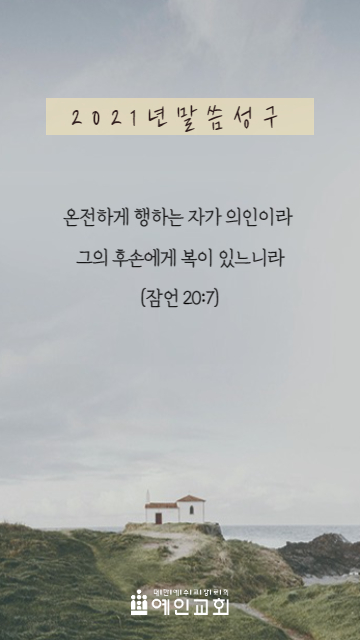 2021년말씀성구
온전하게 행하는 자가 의인이라
그의 후손에게 복이 있느니라
(잠언 20:7)
예인교회